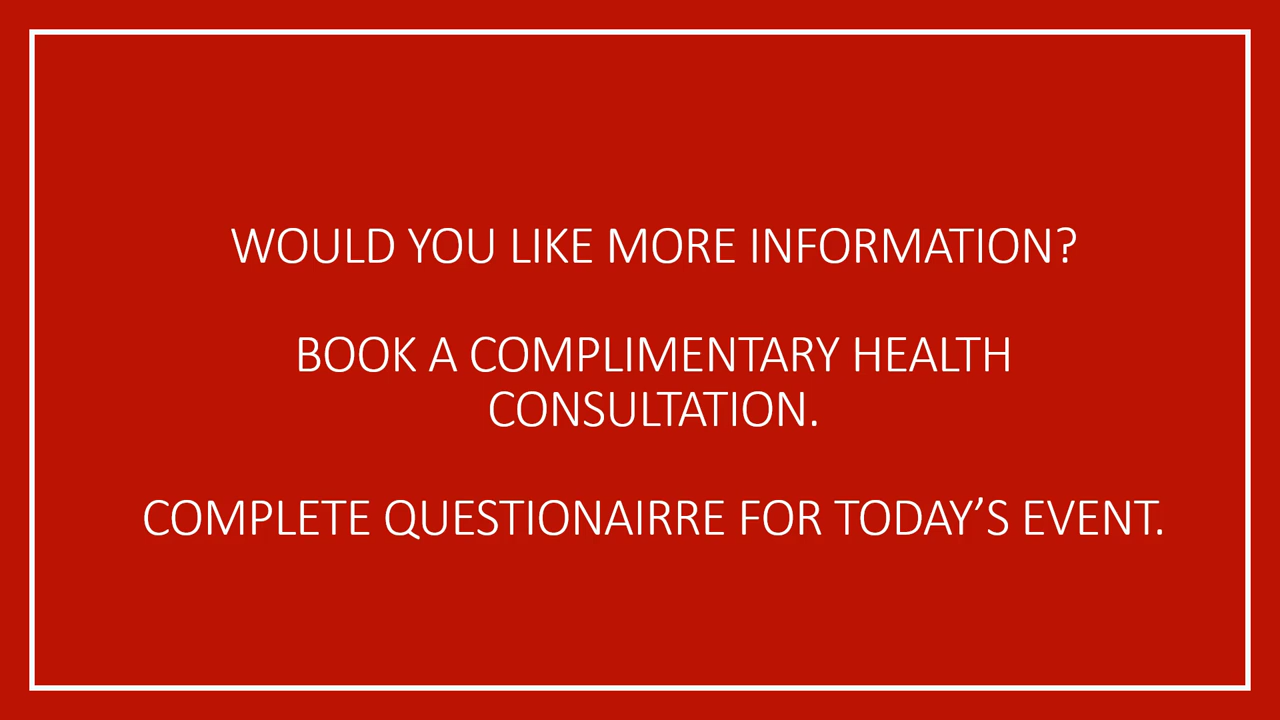 WOULD YOU LIKE MORE INFORMATION?
BOOK A COMPLIMENTARY HEALTH
CONSULTATION.
COMPLETE QUESTIONAIRRE FOR TODAY’S EVENT.